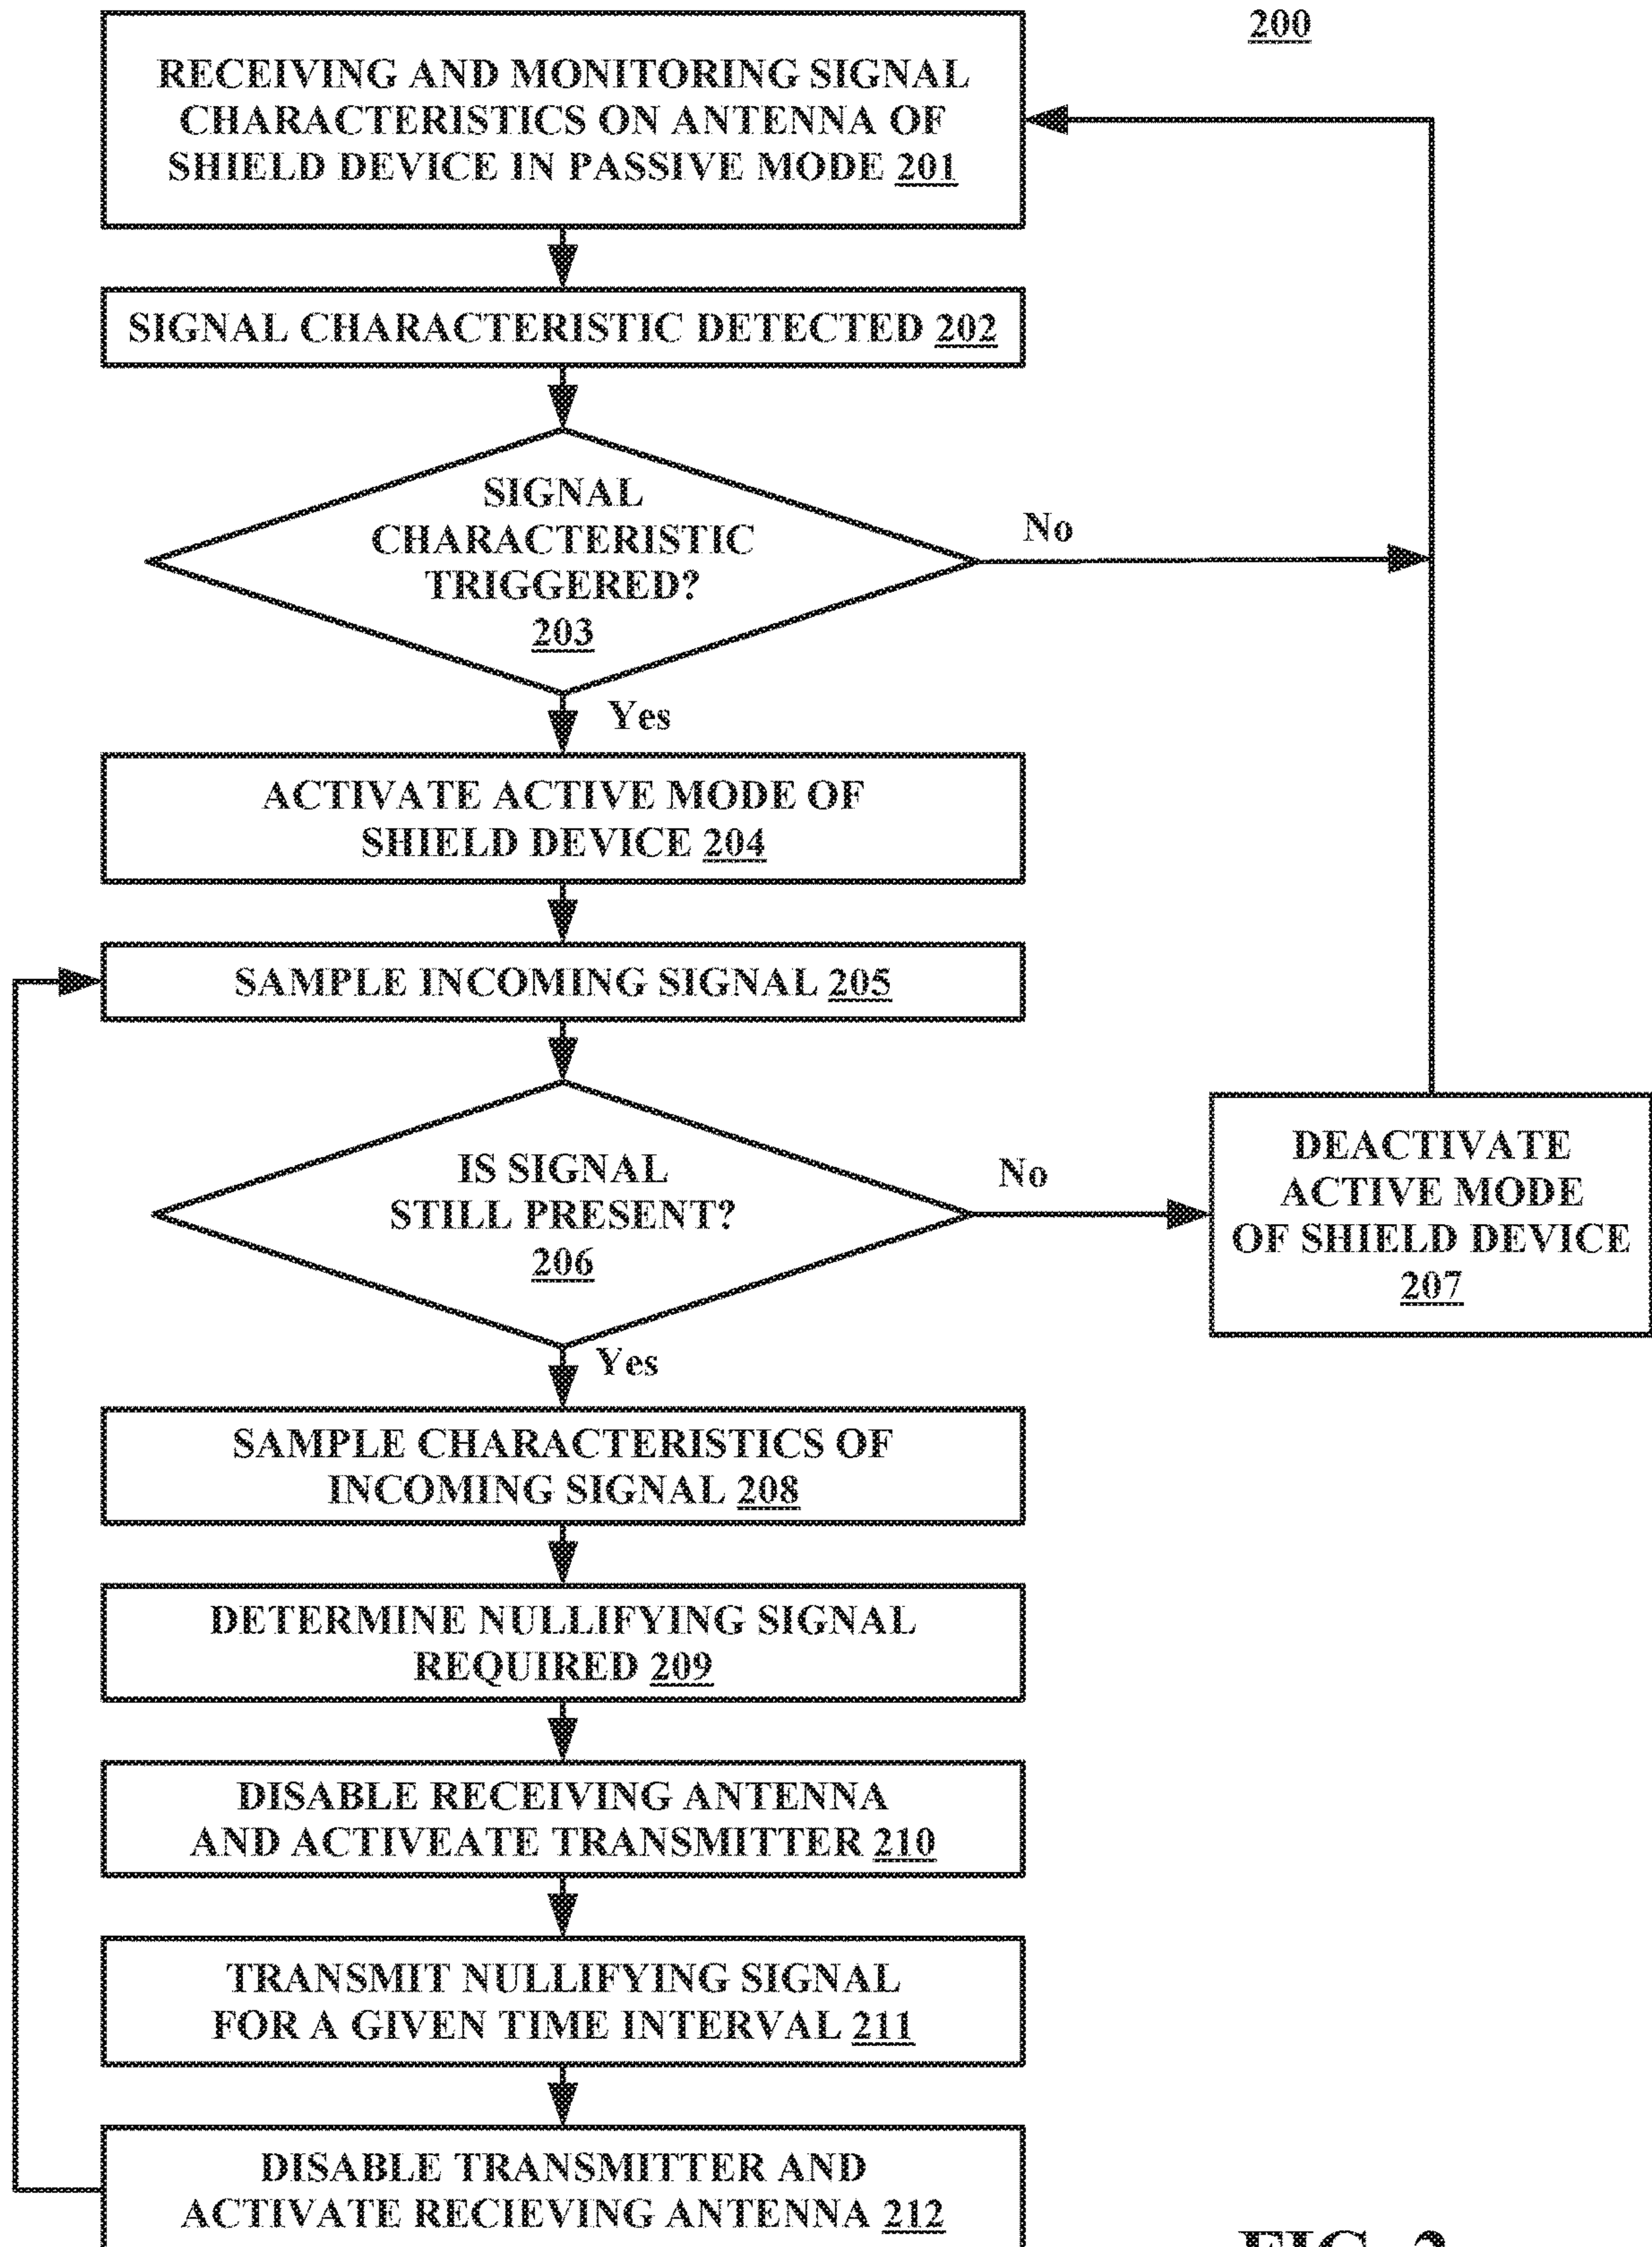 200
RECEIVING AND MONITORING SIGNAL
CHARACTERISTICS ON ANTENNA OF
SHIELD DEVICE IN PASSIVE MODE 201
SIGNAL CHARACTERISTIC DETECTED 202
SIGNAL
CHARACTERISTIC
TRIGGERED?
203
No
Yes
ACTIVATE ACTIVE MODE OF
SHIELD DEVICE 204
SAMPLE INCOMING SIGNAL 205
IS SIGNAL
STILL PRESENT?
206
No
DEACTIVATE
ACTIVE MODE
OF SHIELD DEVICE
207
Yes
SAMPLE CHARACTERISTICS OF
INCOMING SIGNAL 208
DETERMINE NULLIFYING SIGNAL
REQUIRED 209
DISABLE RECEIVING ANTENNA
AND ACTIVEATE TRANSMITTER 210
TRANSMIT NULLIFYING SIGNAL
FOR A GIVEN TIME INTERVAL 211
DISABLE TRANSMITTER AND
ACTIVATE RECIEVING ANTENNA 212
FIG. 2